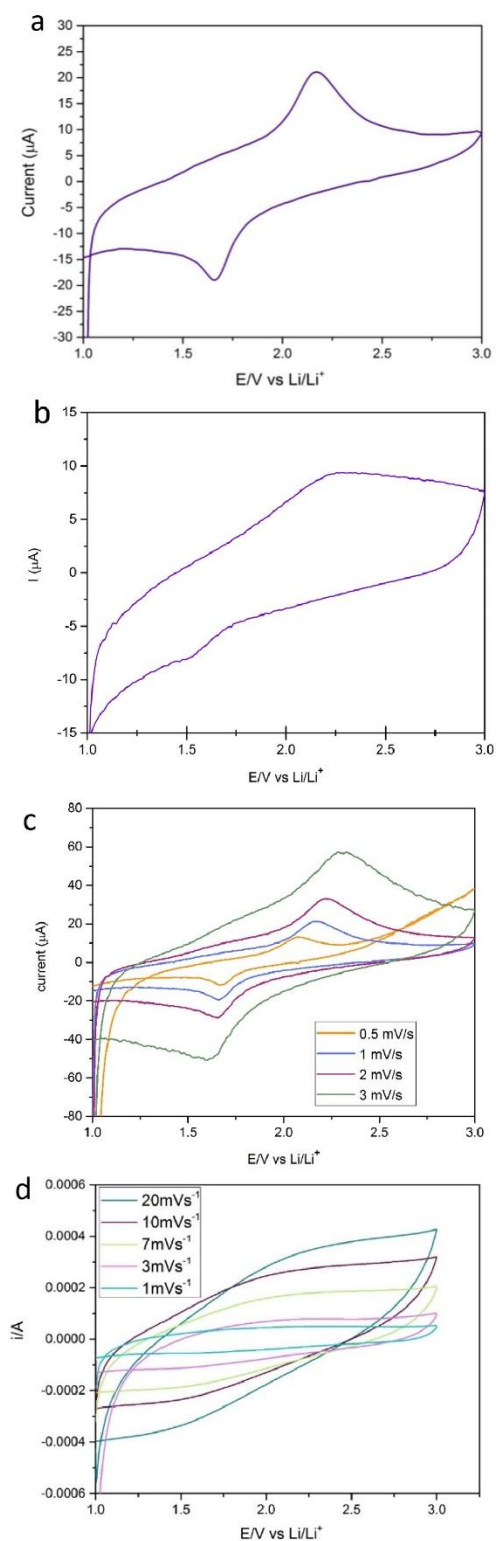 a
30
25
20
15
10
5
0
-5
-10
-15
-20
-25
-30
Current (μA)
1.0 1.5 2.0 2.5 3.0
E/V vs Li/Li⁺
b
15
10
5
0
-5
-10
-15
I (μA)
1.0 1.5 2.0 2.5 3.0
E/V vs Li/Li⁺
c
80
60
40
20
0
-20
-40
-60
-80
current (μA)
0.5 mV/s
1 mV/s
2 mV/s
3 mV/s
1.0 1.5 2.0 2.5 3.0
E/V vs Li/Li⁺
d
0.0006
0.0004
0.0002
0.0000
-0.0002
-0.0004
-0.0006
i/A
20mVs⁻¹
10mVs⁻¹
7mVs⁻¹
3mVs⁻¹
1mVs⁻¹
1.0 1.5 2.0 2.5 3.0
E/V vs Li/Li⁺